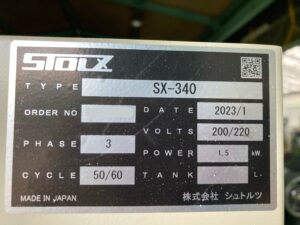 STOLX
TYPE SX-340
ORDER NO DATE 2023/1
PHASE 3 VOLTS 200/220
POWER 1.5 kW
CYCLE 50/60 TANK L
MADE IN JAPAN 株式会社 シュトルツ